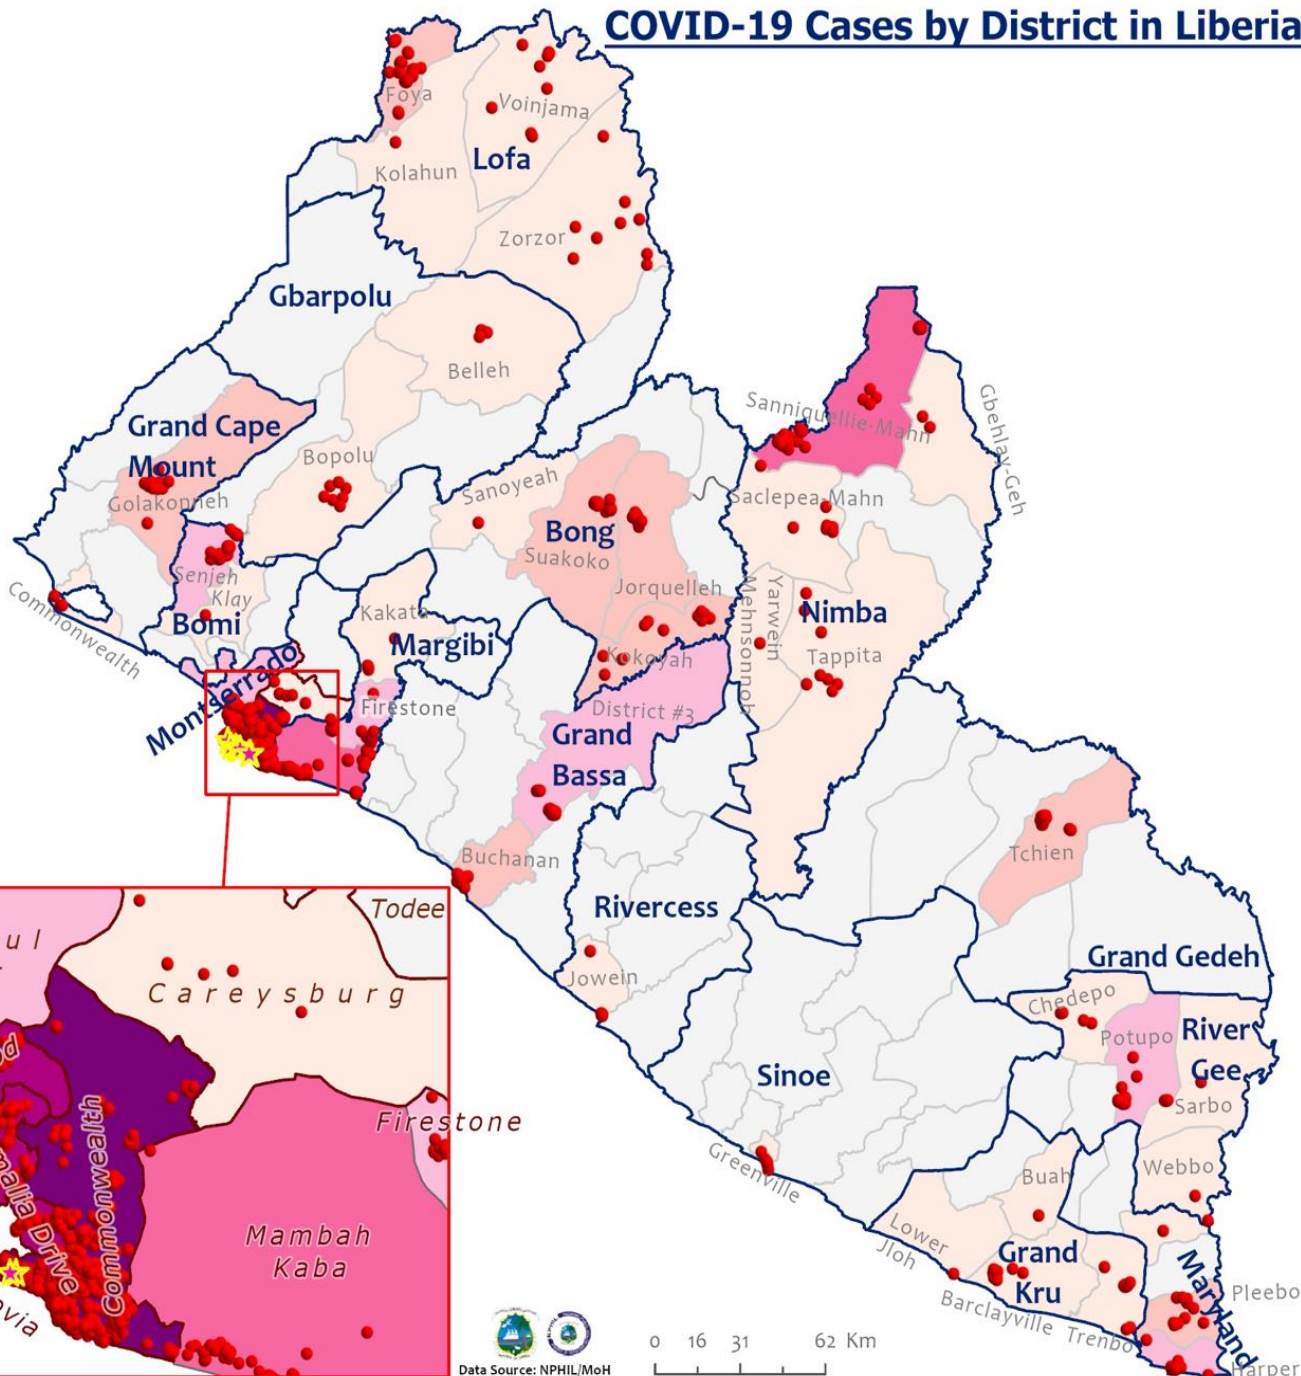 COVID-19 Cases by District in Liberia
Foya
Voinjama
Lofa
Kolahun
Zorzor
Gbarpolu
Belleh
Sanniquellie-Mahn
Gbehlay-Geh
Grand Cape
Mount
Golakonneh
Bopolu
Sanoyeah
Saclepea-Mahn
Bong
Suakoko
Senjeh
Klay
Jorquelleh
Commonwealth
Bomi
Kakata
Margibi
Mehnsonnoh
Yarwein
Nimba
Kokoyah
Tappita
Montserrado
Firestone
District #3
Grand
Bassa
Buchanan
Tchien
Rivercess
Jowein
Grand Gedeh
Chedepo
Potupo
River
Gee
Sinoe
Sarbo
Greenville
Webbo
Buah
Lower
Jloh
Grand
Kru
Barclayville
Trenbo
Maryland
Pleebo
Harper
Todee
Careysburg
Firestone
Commonwealth
Drive
Mambah
Kaba
0 16 31 62 Km
Data Source: NPHIL/MoH